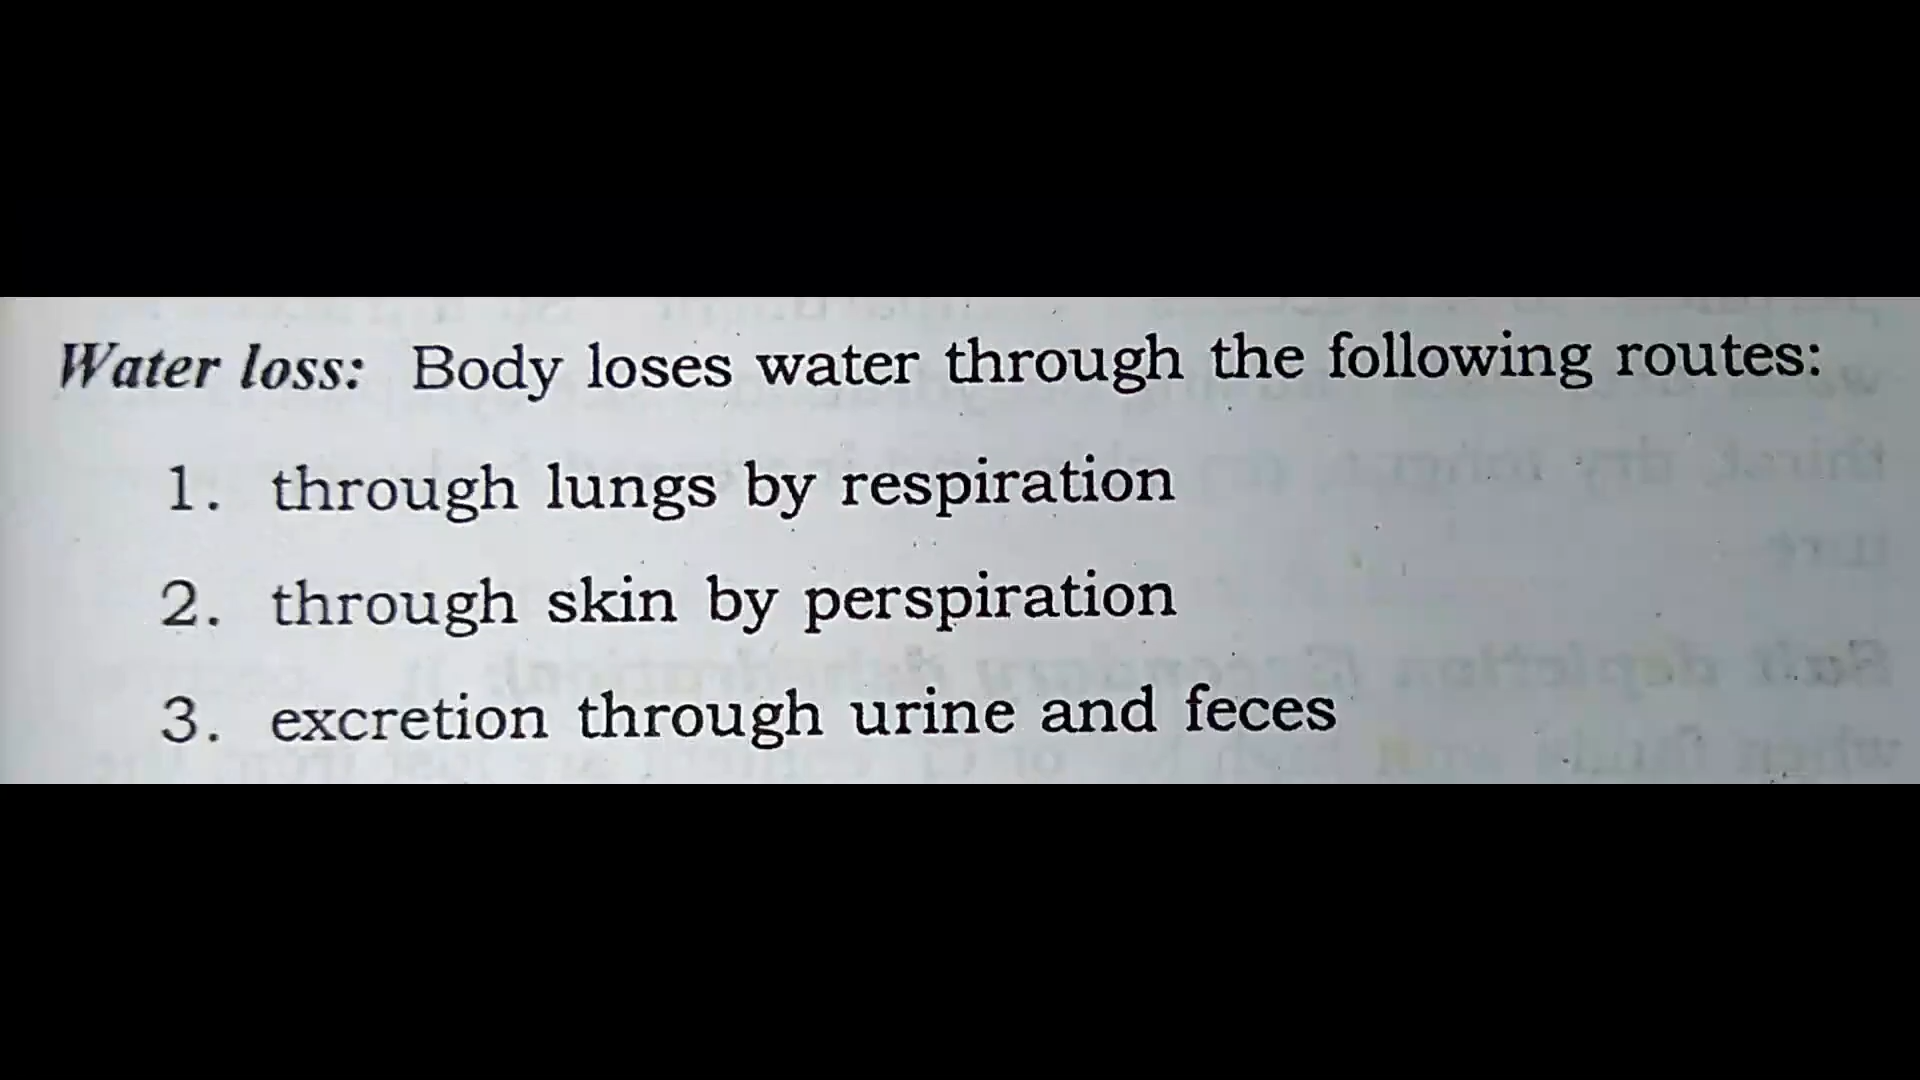 Water loss: Body loses water through the following routes:
1. through lungs by respiration
2. through skin by perspiration
3. excretion through urine and feces